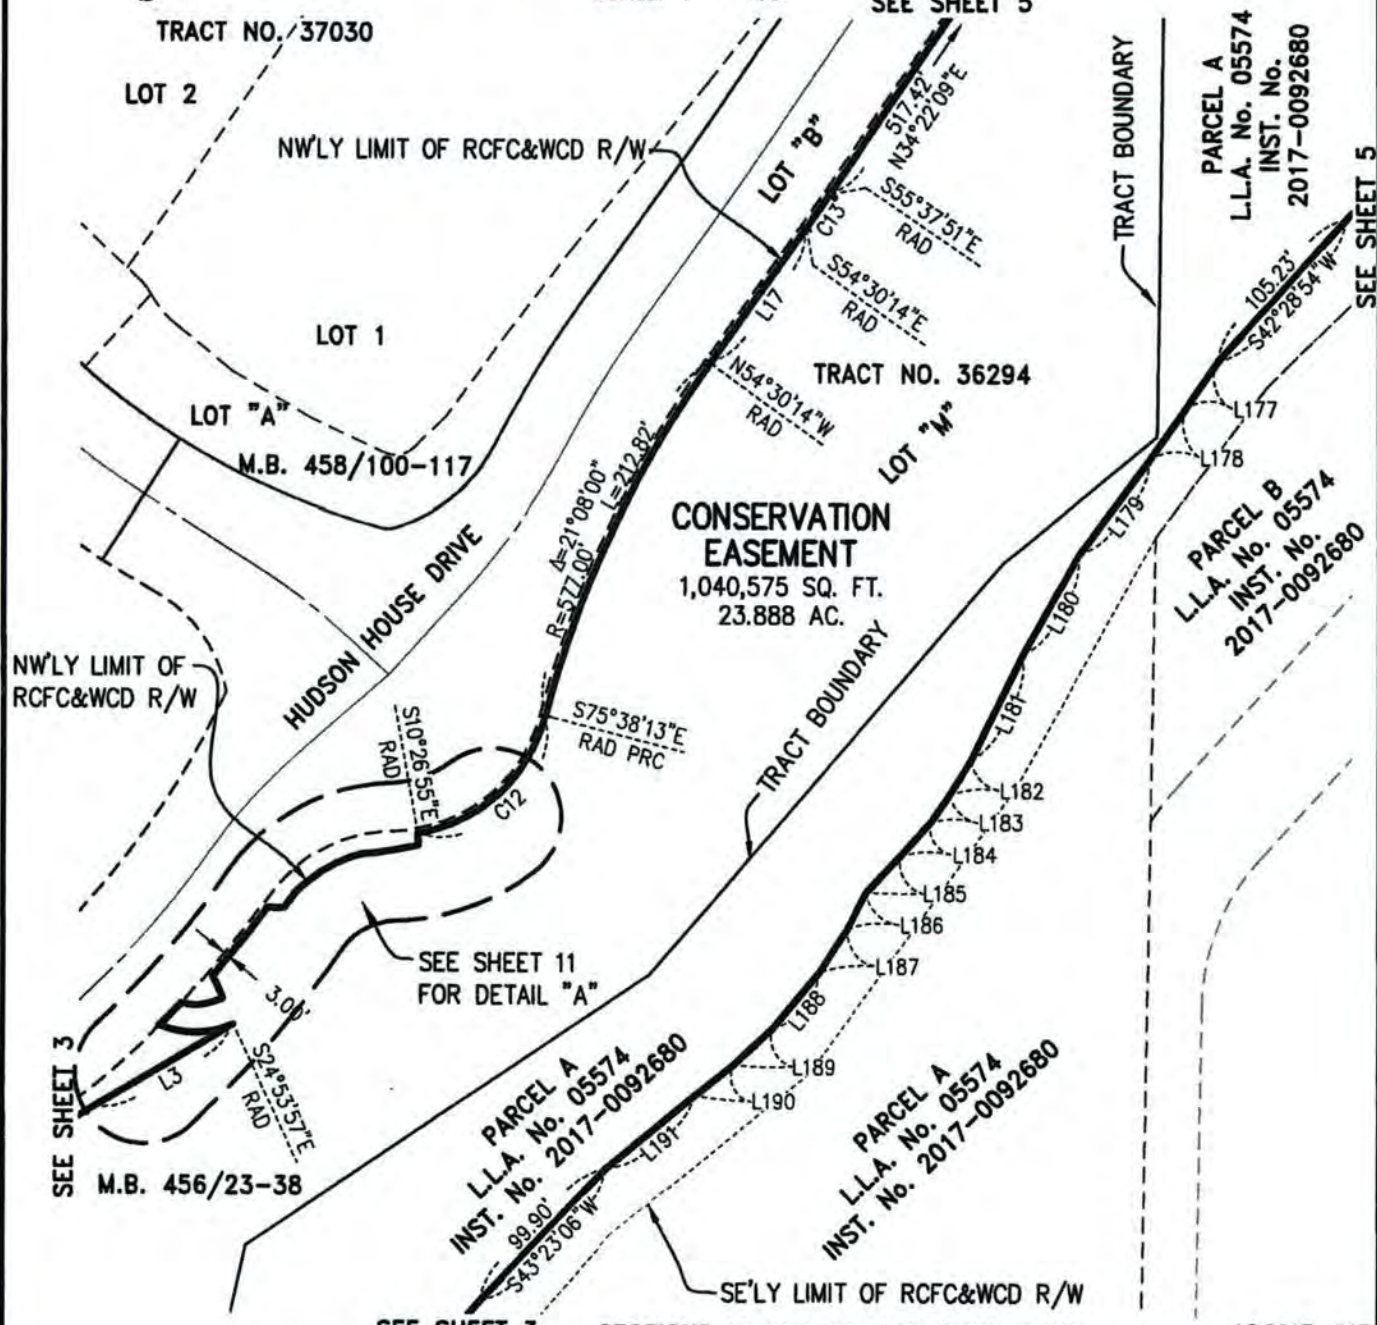 SEE SHEET 5
TRACT NO. 37030
LOT 2
NW'LY LIMIT OF RCFC&WCD R/W
LOT "B"
517.42'
N34°22'09"E
S55°37'51"E
RAD
C13
S54°30'14"E
RAD
L17
TRACT BOUNDARY
PARCEL A
L.L.A. No. 05574
INST. No.
2017-0092680
SEE SHEET 5
105.23'
S42°28'54"W
LOT 1
N54°30'14"W
RAD
TRACT NO. 36294
LOT "M"
LOT "A"
M.B. 458/100-117
L177
L178
L179
PARCEL B
L.L.A. No. 05574
INST. No.
2017-0092680
Δ=21°08'00"
R=577.00' L=212.82'
CONSERVATION
EASEMENT
1,040,575 SQ. FT.
23.888 AC.
HUDSON HOUSE DRIVE
L180
NW'LY LIMIT OF
RCFC&WCD R/W
L181
S10°26'55"E
RAD
S75°38'13"E
RAD PRC
TRACT BOUNDARY
C12
L182
L183
L184
L185
L186
L187
L188
L189
L190
L191
SEE SHEET 11
FOR DETAIL "A"
3.00'
SEE SHEET 3
L3
S24°53'57"E
RAD
M.B. 456/23-38
PARCEL A
L.L.A. No. 05574
INST. No. 2017-0092680
PARCEL A
L.L.A. No. 05574
INST. No. 2017-0092680
99.90'
S43°23'06"W
SE'LY LIMIT OF RCFC&WCD R/W
SEE SHEET 3